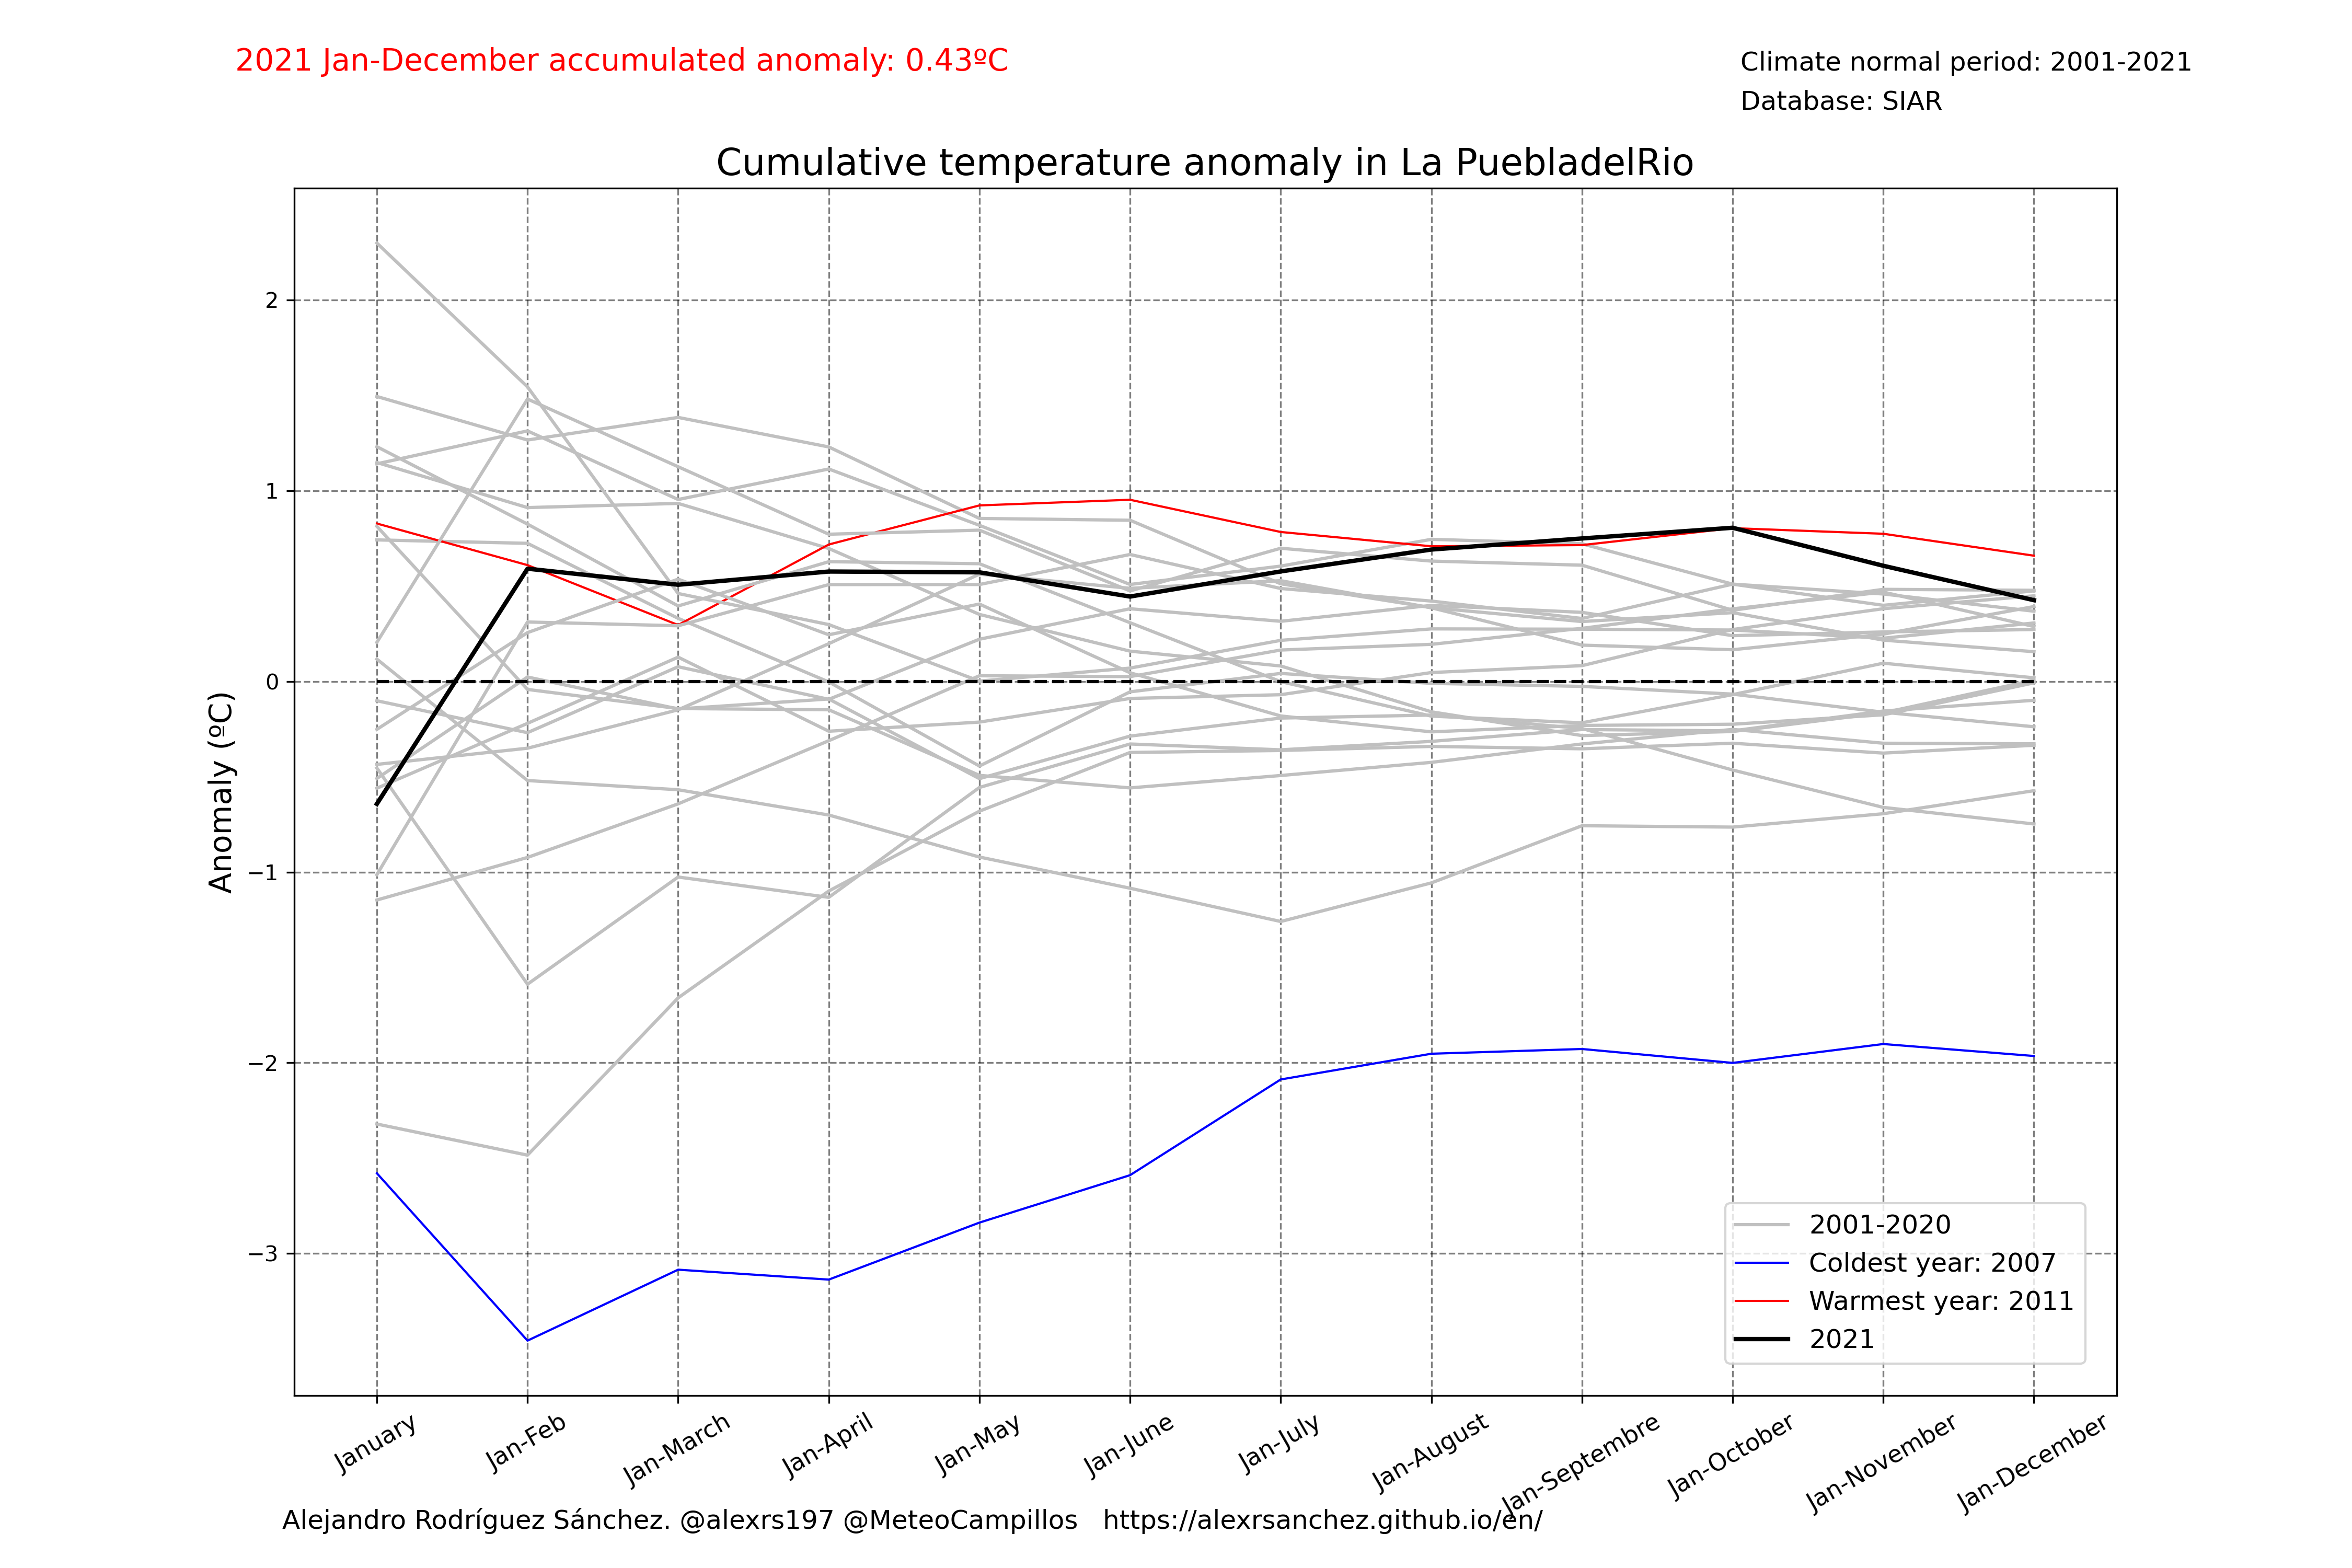 2021 Jan-December accumulated anomaly: 0.43ºC
Climate normal period: 2001-2021
Database: SIAR
Cumulative temperature anomaly in La PuebladelRio
Anomaly (ºC)
2
1
0
−1
−2
−3
2001-2020
Coldest year: 2007
Warmest year: 2011
2021
January
Jan-Feb
Jan-March
Jan-April
Jan-May
Jan-June
Jan-July
Jan-August
Jan-Septembre
Jan-October
Jan-November
Jan-December
Alejandro Rodríguez Sánchez. @alexrs197 @MeteoCampillos   https://alexrsanchez.github.io/en/